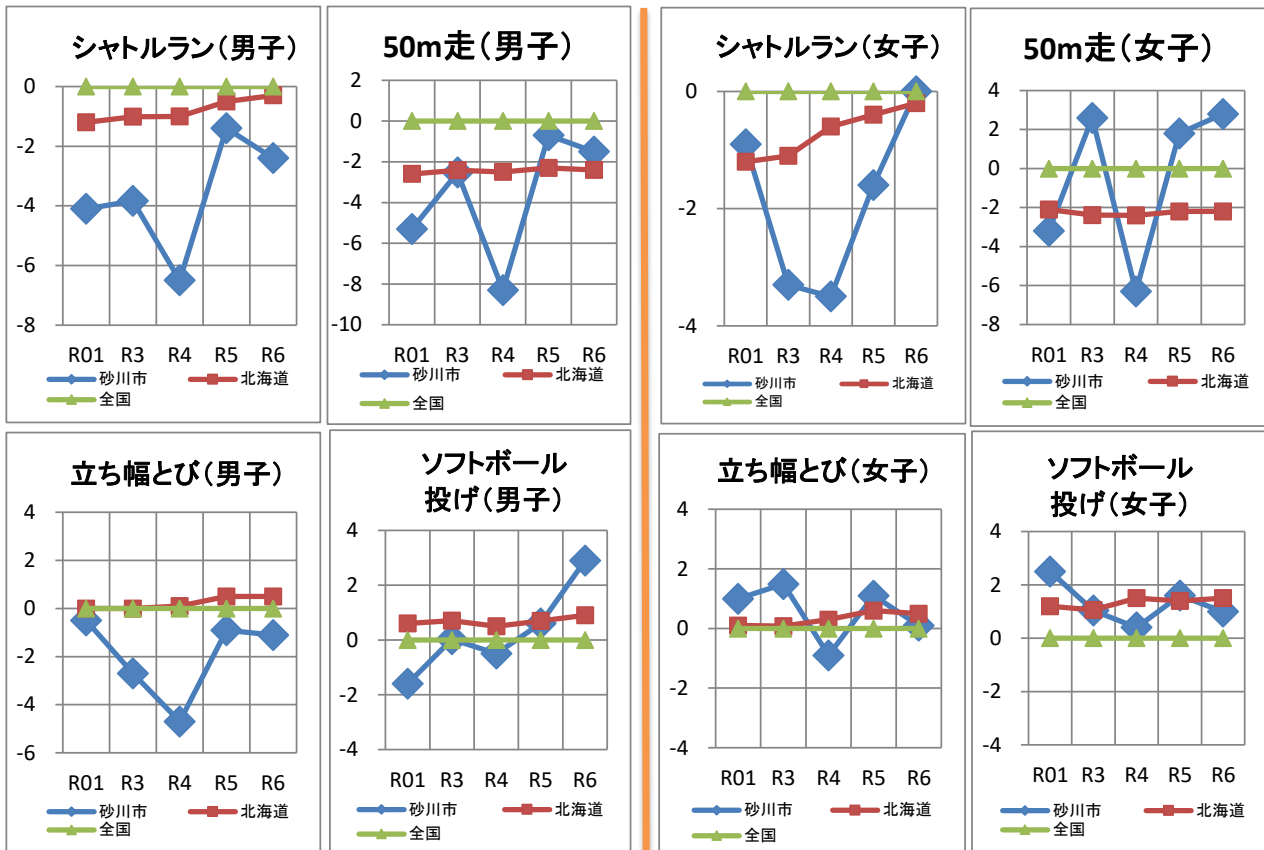 シャトルラン(男子)
0
-2
-4
-6
-8
R01 R3 R4 R5 R6
砂川市 北海道
全国
50m走(男子)
2
0
-2
-4
-6
-8
-10
R01 R3 R4 R5 R6
砂川市 北海道
全国
シャトルラン(女子)
0
-2
-4
R01 R3 R4 R5 R6
砂川市 北海道
全国
50m走(女子)
4
2
0
-2
-4
-6
-8
R01 R3 R4 R5 R6
砂川市 北海道
全国
立ち幅とび(男子)
4
2
0
-2
-4
-6
R01 R3 R4 R5 R6
砂川市 北海道
全国
ソフトボール
投げ(男子)
4
2
0
-2
-4
R01 R3 R4 R5 R6
砂川市 北海道
全国
立ち幅とび(女子)
4
2
0
-2
-4
R01 R3 R4 R5 R6
砂川市 北海道
全国
ソフトボール
投げ(女子)
4
2
0
-2
-4
R01 R3 R4 R5 R6
砂川市 北海道
全国